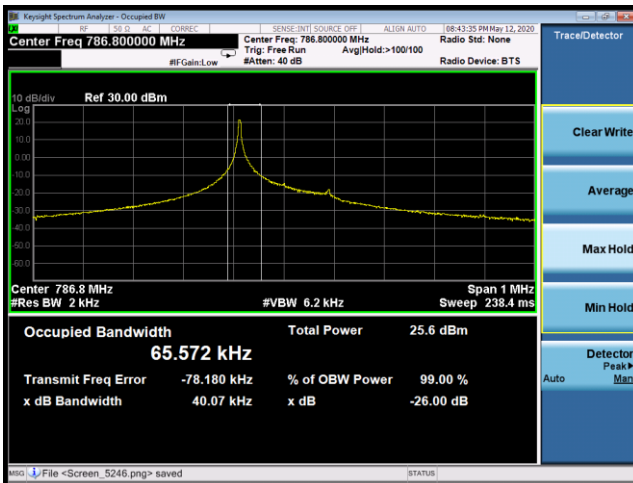 Keysight Spectrum Analyzer - Occupied BW
RF 50 Ω AC CORREC SENSE:INT SOURCE OFF ALIGN AUTO 08:43:35 PM May 12, 2020
Center Freq 786.800000 MHz
Center Freq: 786.800000 MHz
Radio Std: None
Trig: Free Run Avg|Hold:>100/100
#IFGain:Low #Atten: 40 dB Radio Device: BTS
Trace/Detector
10 dB/div Ref 30.00 dBm
Log
20.0
10.0
0.00
-10.0
-20.0
-30.0
-40.0
-50.0
-60.0
Center 786.8 MHz Span 1 MHz
#Res BW 2 kHz #VBW 6.2 kHz Sweep 238.4 ms
Occupied Bandwidth Total Power 25.6 dBm
65.572 kHz
Transmit Freq Error -78.180 kHz % of OBW Power 99.00 %
x dB Bandwidth 40.07 kHz x dB -26.00 dB
Clear Write
Average
Max Hold
Min Hold
Detector
Peak▶
Auto Man
MSG File <Screen_5246.png> saved STATUS